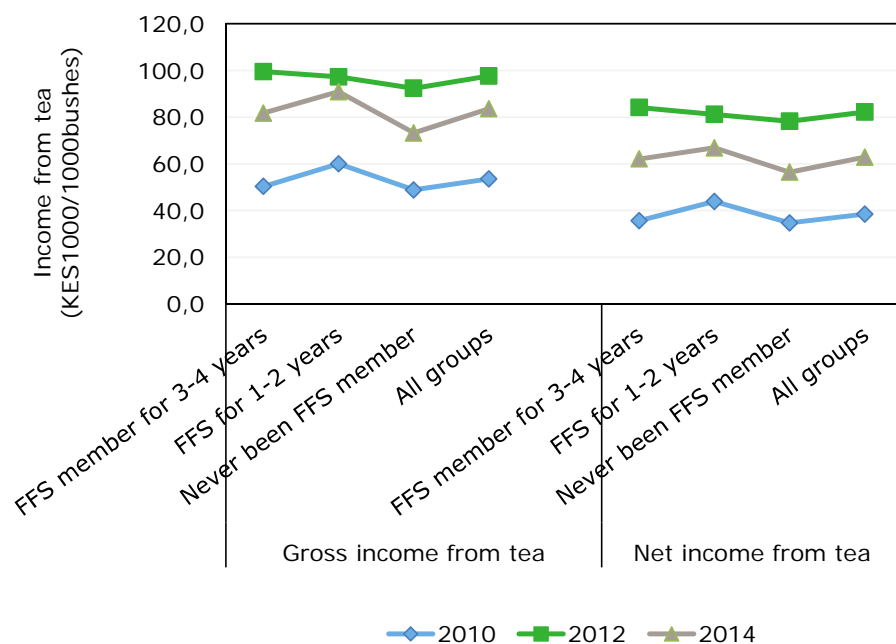 Income from tea
(KES1000/1000bushes)
120,0
100,0
80,0
60,0
40,0
20,0
0,0
FFS member for 3-4 years
FFS for 1-2 years
Never been FFS member
All groups
FFS member for 3-4 years
FFS for 1-2 years
Never been FFS member
All groups
Gross income from tea
Net income from tea
2010
2012
2014